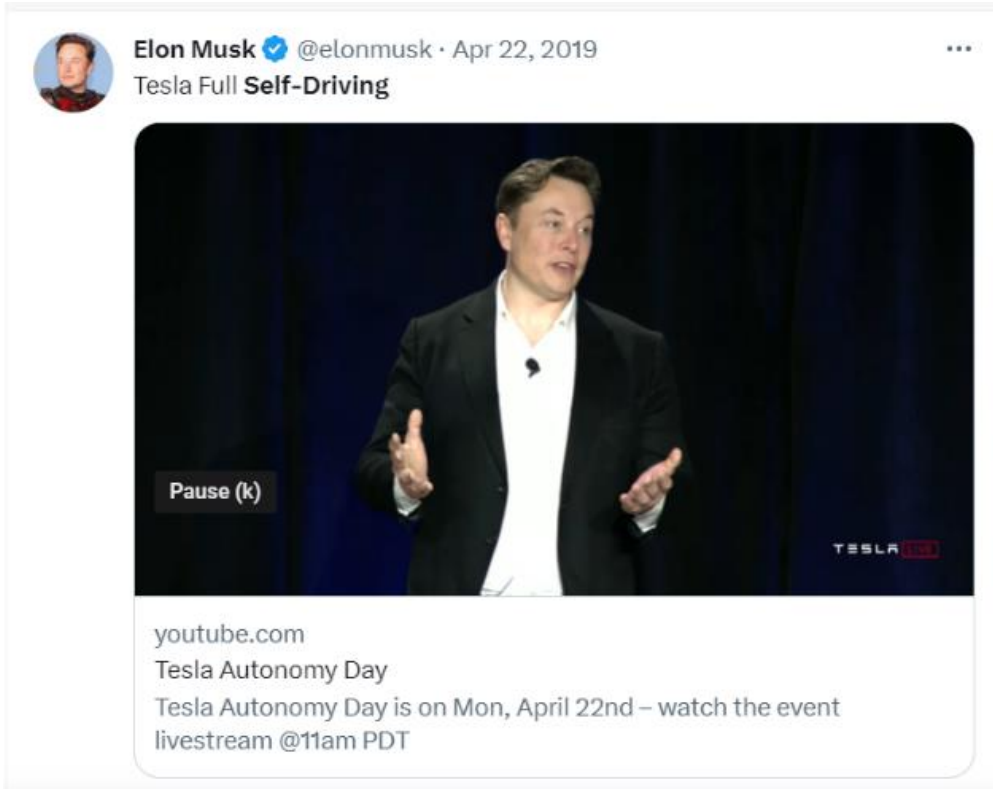 Elon Musk @elonmusk · Apr 22, 2019
Tesla Full Self-Driving
Pause (k)
TESLA LIVE
youtube.com
Tesla Autonomy Day
Tesla Autonomy Day is on Mon, April 22nd – watch the event
livestream @11am PDT